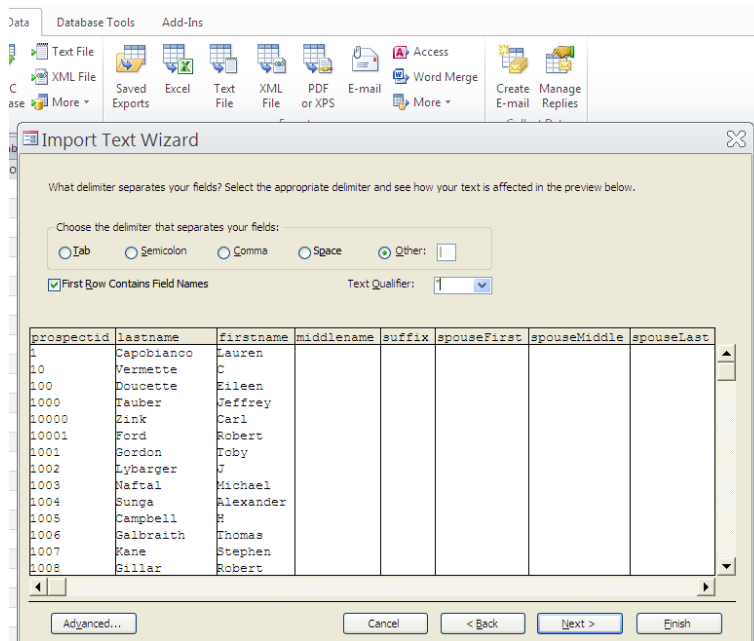 Data Database Tools Add-Ins
Text File
XML File
More
Saved Exports
Excel
Text File
XML File
PDF or XPS
E-mail
Access
Word Merge
More
Create E-mail
Manage Replies
Import Text Wizard
What delimiter separates your fields? Select the appropriate delimiter and see how your text is affected in the preview below.
Choose the delimiter that separates your fields:
Tab Semicolon Comma Space Other: |
First Row Contains Field Names Text Qualifier: "
prospectid lastname firstname middlename suffix spouseFirst spouseMiddle spouseLast
1 Capobianco Lauren
10 Vermette C
100 Doucette Eileen
1000 Tauber Jeffrey
10000 Zink Carl
10001 Ford Robert
1001 Gordon Toby
1002 Lybarger J
1003 Naftal Michael
1004 Sunga Alexander
1005 Campbell H
1006 Galbraith Thomas
1007 Kane Stephen
1008 Gillar Robert
Advanced... Cancel < Back Next > Finish